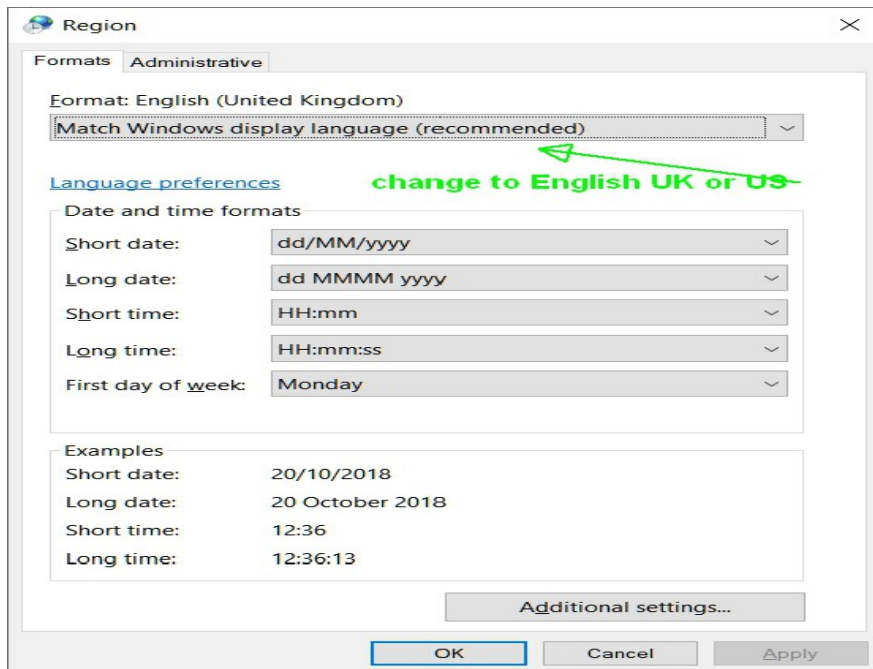 Region
Formats Administrative
Format: English (United Kingdom)
Match Windows display language (recommended)
Language preferences change to English UK or US
Date and time formats
Short date: dd/MM/yyyy
Long date: dd MMMM yyyy
Short time: HH:mm
Long time: HH:mm:ss
First day of week: Monday
Examples
Short date: 20/10/2018
Long date: 20 October 2018
Short time: 12:36
Long time: 12:36:13
Additional settings...
OK Cancel Apply